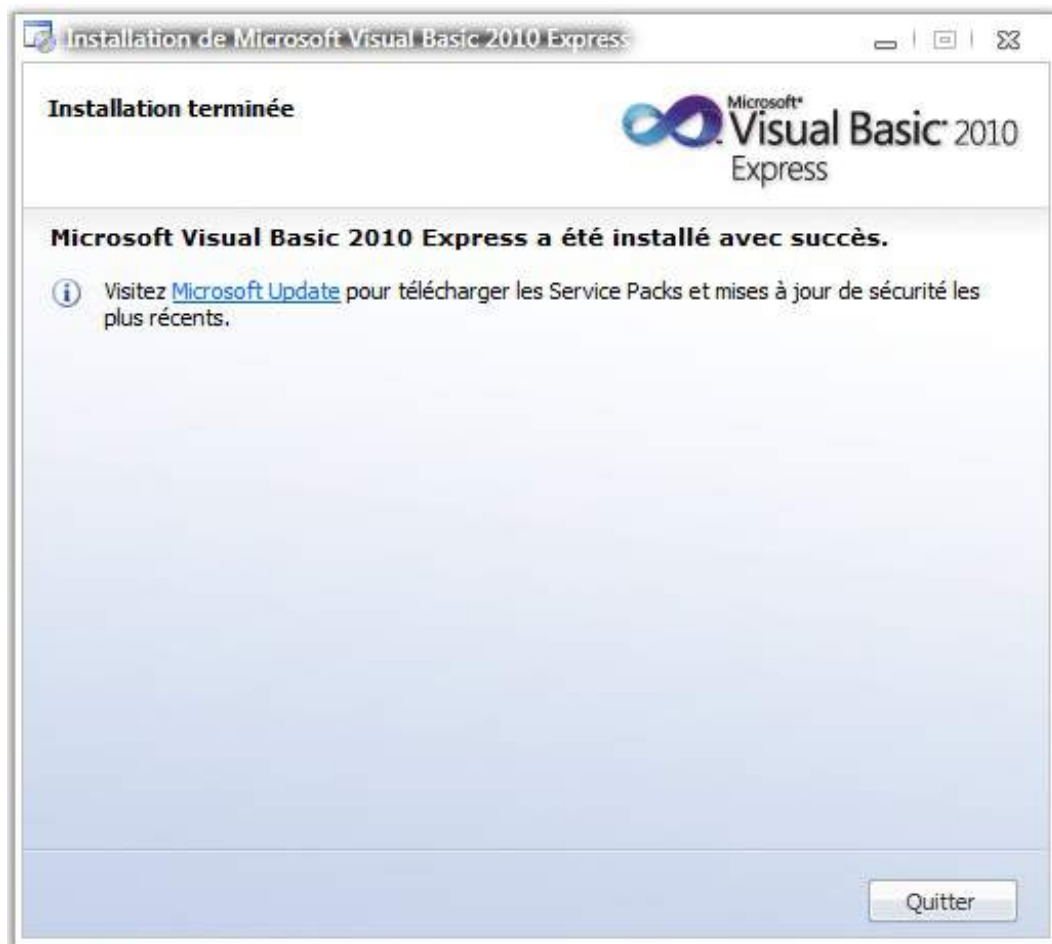 Installation de Microsoft Visual Basic 2010 Express
Installation terminée
Microsoft®
Visual Basic® 2010
Express
Microsoft Visual Basic 2010 Express a été installé avec succès.
Visitez Microsoft Update pour télécharger les Service Packs et mises à jour de sécurité les
plus récents.
Quitter